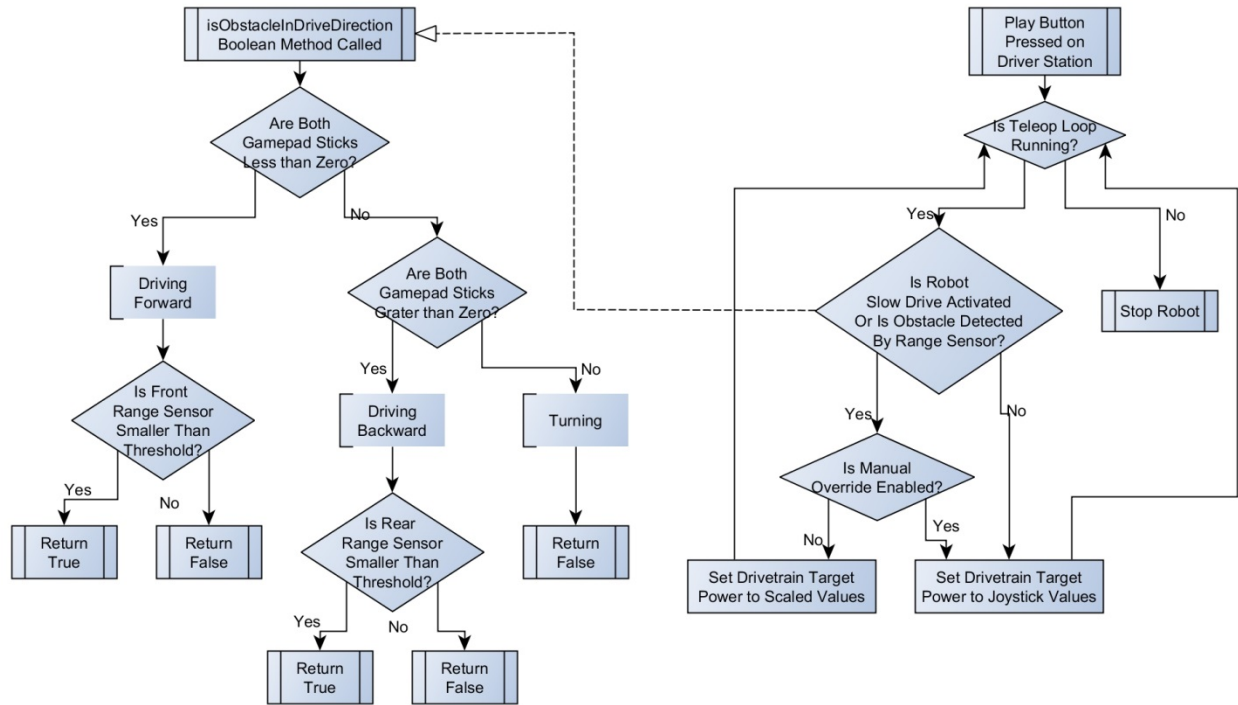 isObstacleInDriveDirection
Boolean Method Called
Are Both
Gamepad Sticks
Less than Zero?
Yes
No
Driving
Forward
Are Both
Gamepad Sticks
Grater than Zero?
Is Front
Range Sensor
Smaller Than
Threshold?
Yes
No
Driving
Backward
Turning
Yes
No
Return
True
Return
False
Is Rear
Range Sensor
Smaller Than
Threshold?
Return
False
Yes
No
Return
True
Return
False
Play Button
Pressed on
Driver Station
Is Teleop Loop
Running?
Yes
No
Is Robot
Slow Drive Activated
Or Is Obstacle Detected
By Range Sensor?
Stop Robot
Yes
No
Is Manual
Override Enabled?
No
Yes
Set Drivetrain Target
Power to Scaled Values
Set Drivetrain Target
Power to Joystick Values